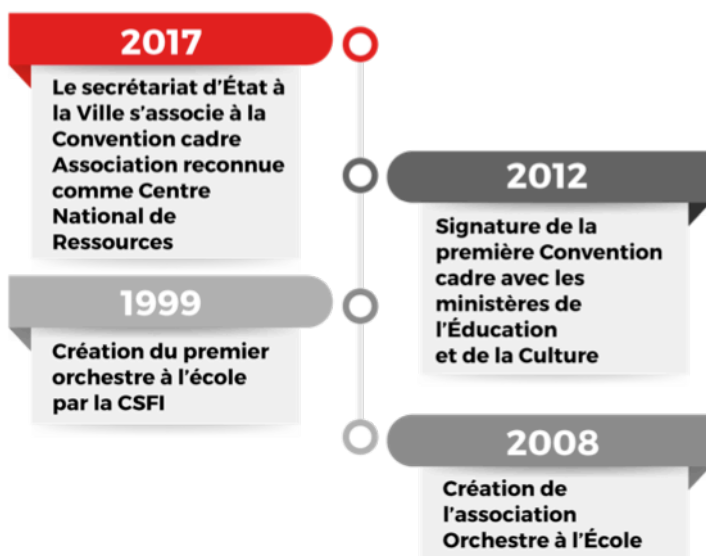 2017
Le secrétariat d’État à
la Ville s’associe à la
Convention cadre
Association reconnue
comme Centre
National de
Ressources
2012
Signature de la
première Convention
cadre avec les
ministères de
l’Éducation
et de la Culture
1999
Création du premier
orchestre à l’école
par la CSFI
2008
Création de
l’association
Orchestre à l’École